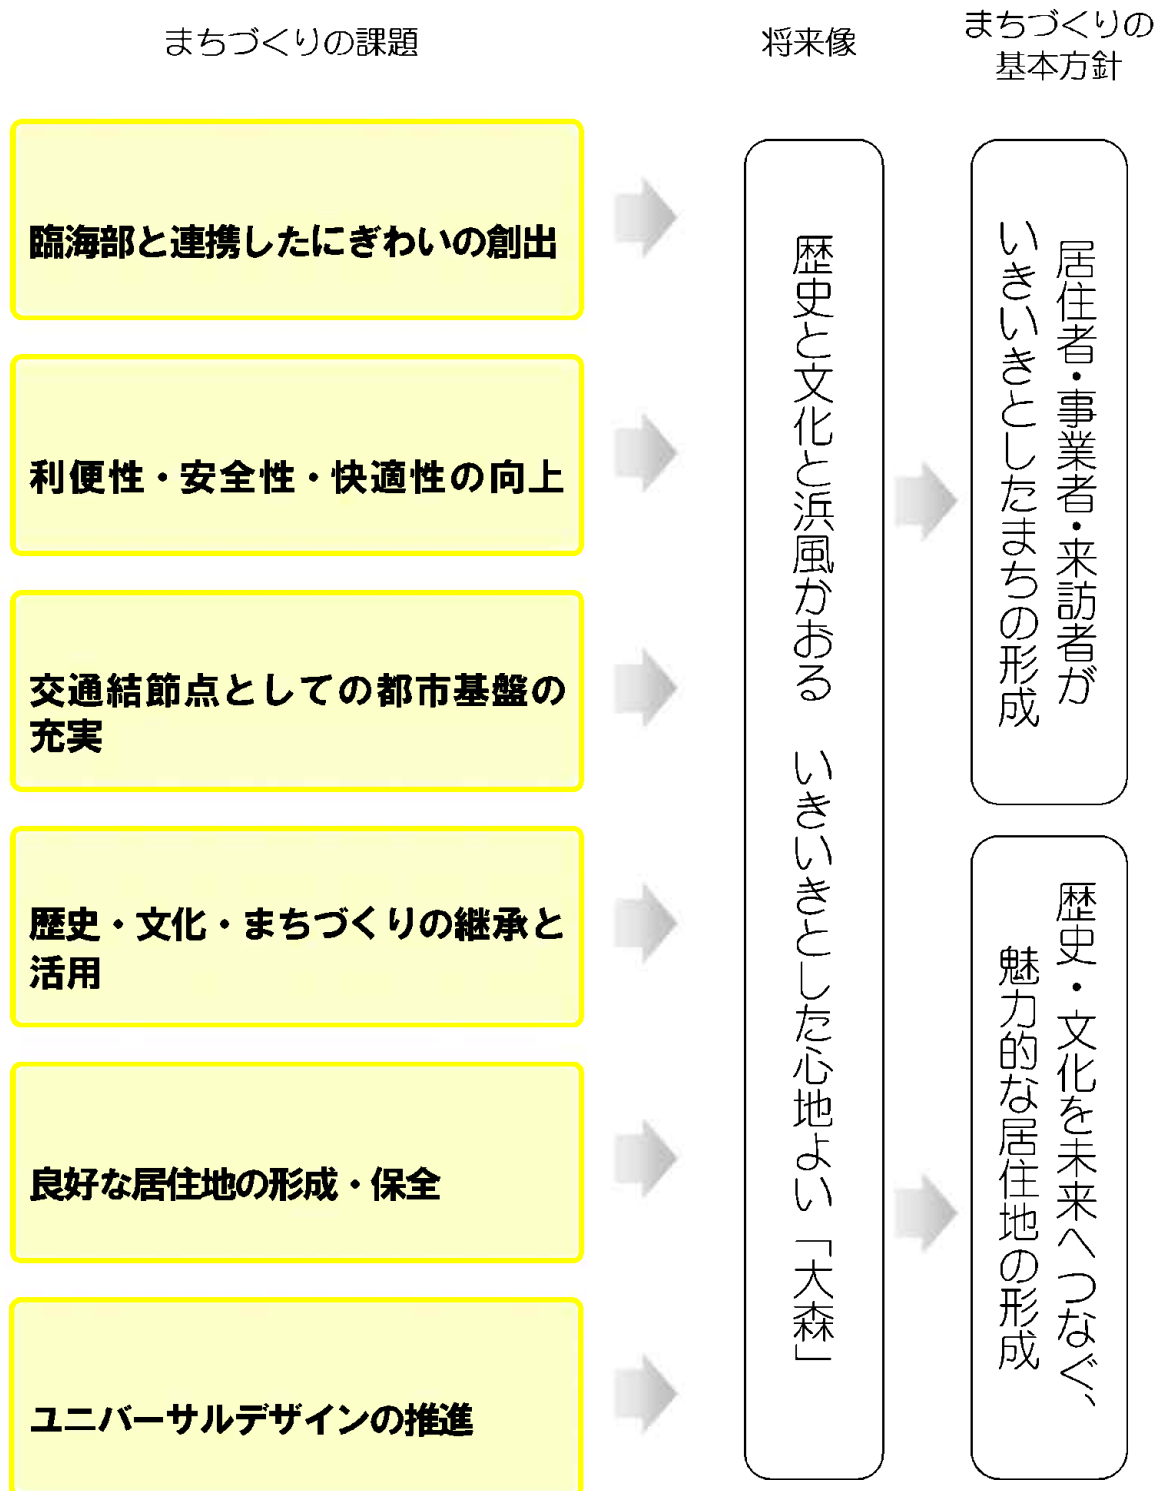 まちづくりの課題
将来像
まちづくりの
基本方針
臨海部と連携したにぎわいの創出
利便性・安全性・快適性の向上
交通結節点としての都市基盤の
充実
歴史・文化・まちづくりの継承と
活用
良好な居住地の形成・保全
ユニバーサルデザインの推進
歴史と文化と浜風かおる　いきいきとした心地よい「大森」
居住者・事業者・来訪者が
いきいきとしたまちの形成
歴史・文化を未来へつなぐ、
魅力的な居住地の形成